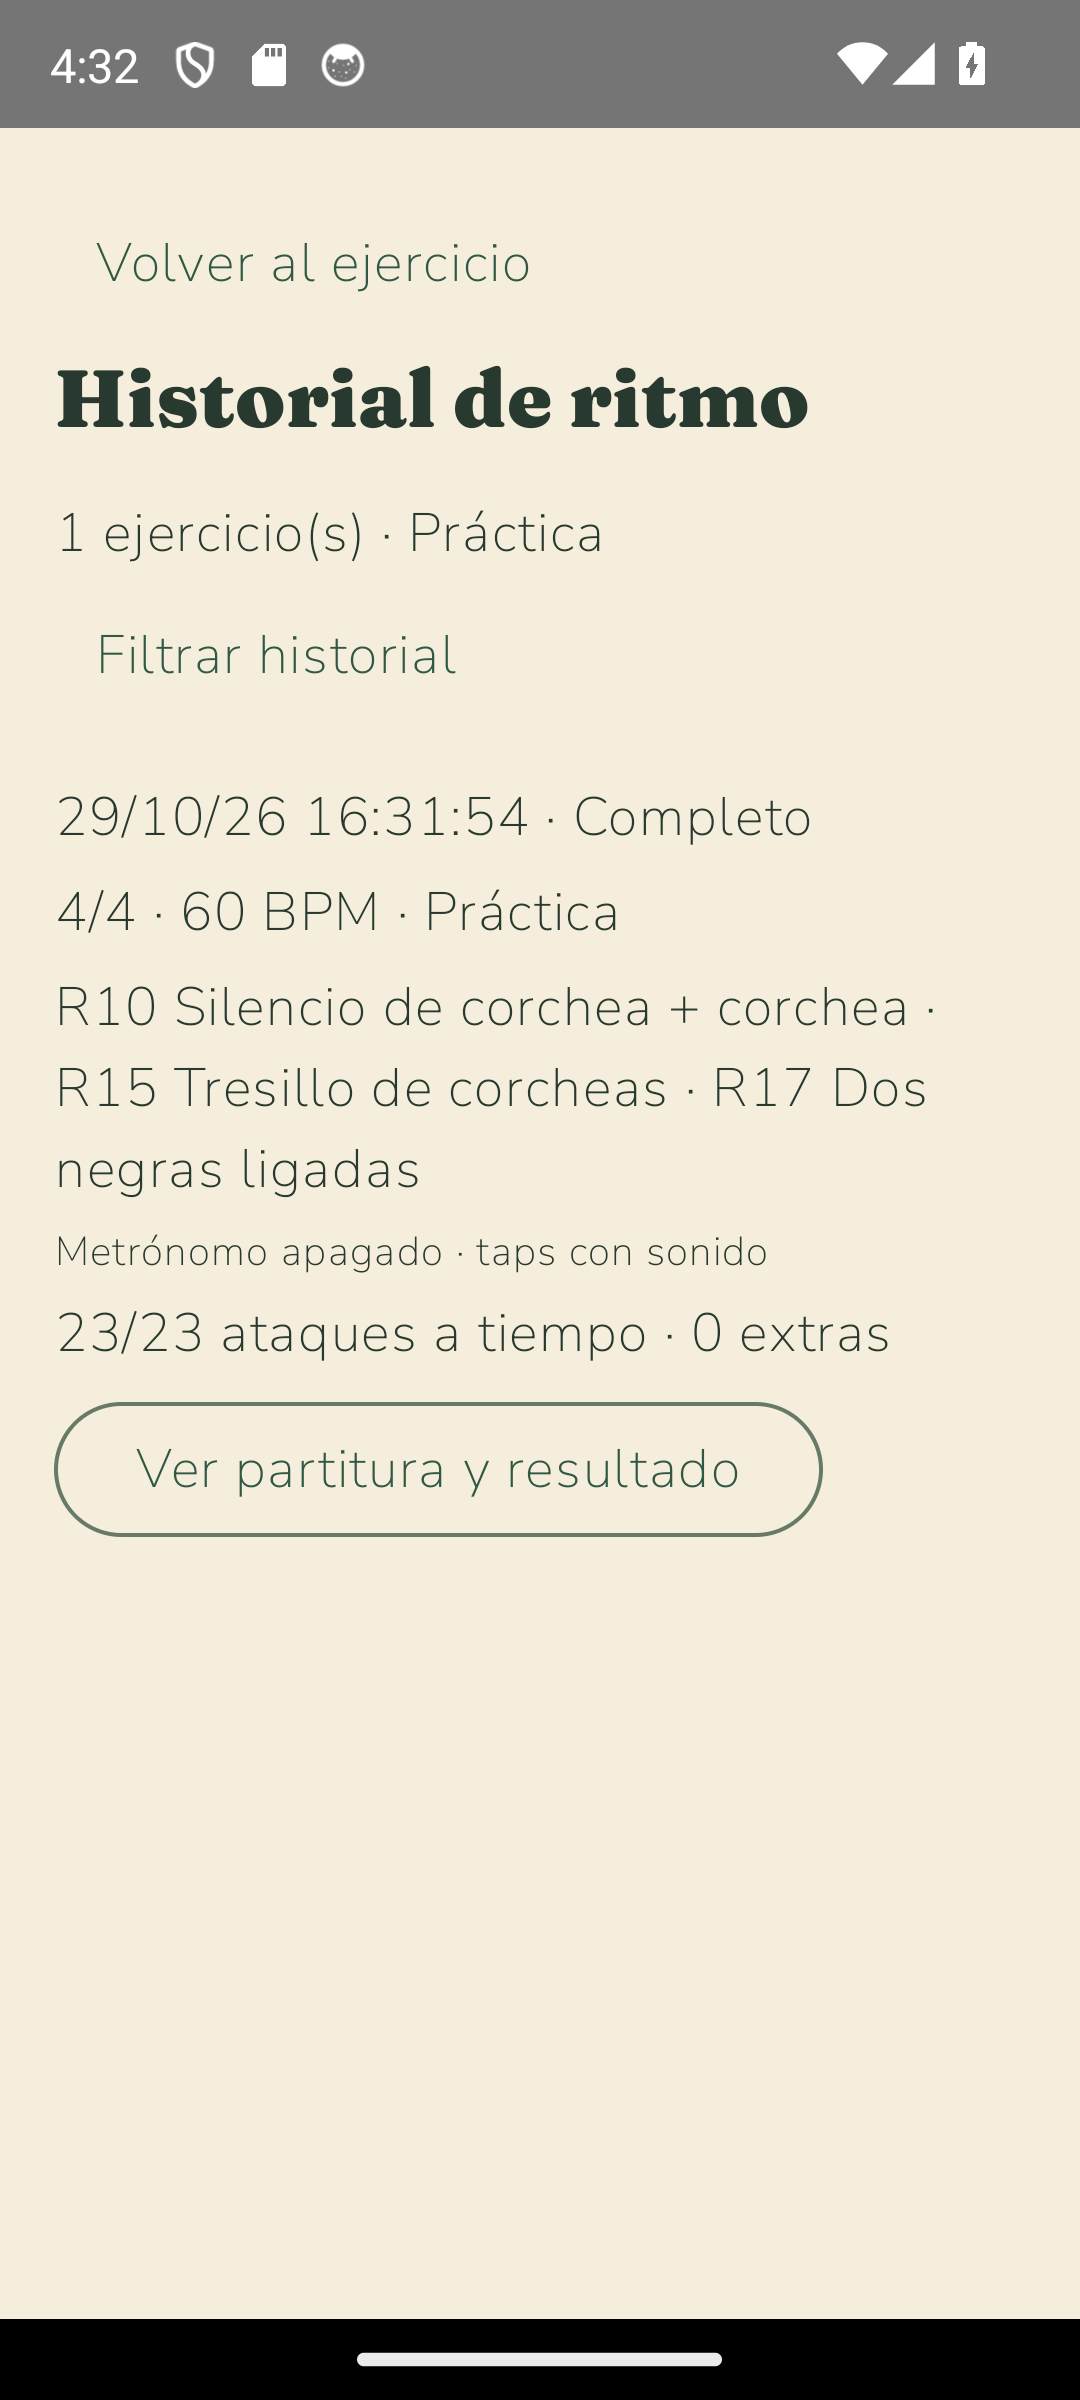 4:32
Volver al ejercicio
Historial de ritmo
1 ejercicio(s) · Práctica
Filtrar historial
29/10/26 16:31:54 · Completo
4/4 · 60 BPM · Práctica
R10 Silencio de corchea + corchea ·
R15 Tresillo de corcheas · R17 Dos
negras ligadas
Metrónomo apagado · taps con sonido
23/23 ataques a tiempo · 0 extras
Ver partitura y resultado